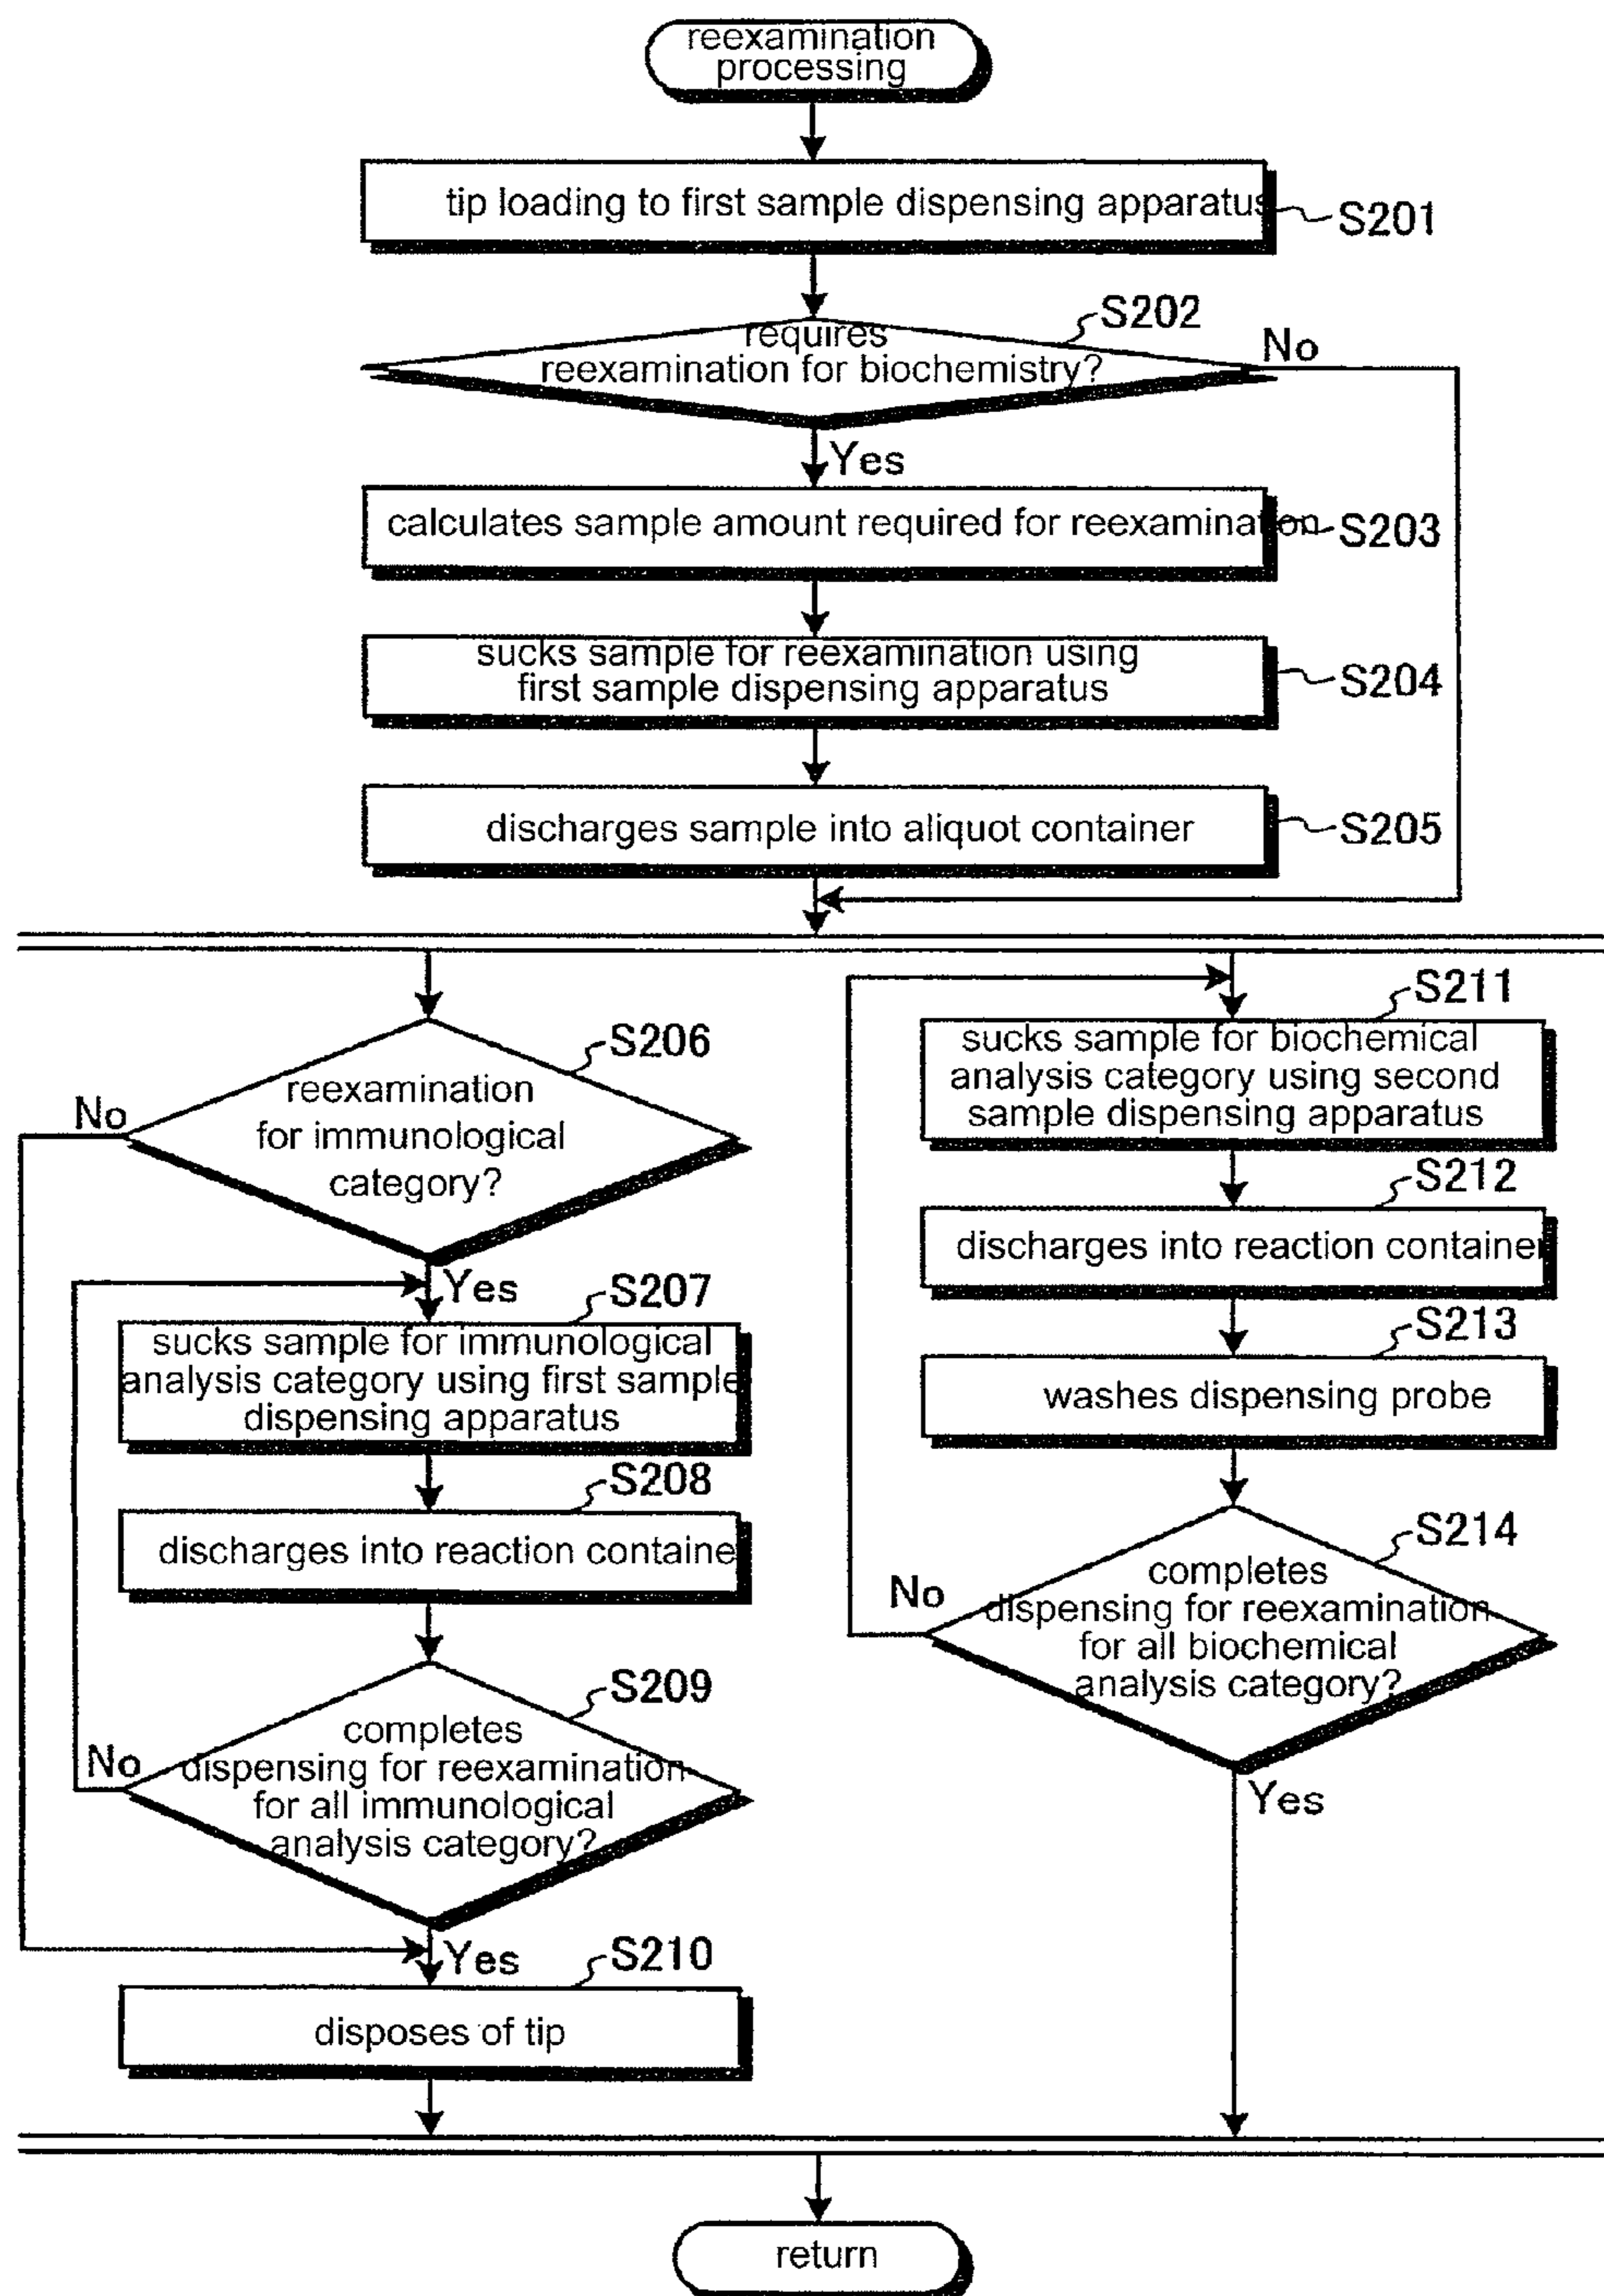 reexamination
processing
tip loading to first sample dispensing apparatus
S201
S202
requires
reexamination for biochemistry?
No
Yes
calculates sample amount required for reexamination
S203
sucks sample for reexamination using
first sample dispensing apparatus
S204
discharges sample into aliquot container
S205
S206
reexamination
for immunological
category?
No
Yes
S207
sucks sample for immunological
analysis category using first sample
dispensing apparatus
S208
discharges into reaction containe
S209
completes
dispensing for reexamination
for all immunological
analysis category?
No
Yes
S210
disposes of tip
S211
sucks sample for biochemical
analysis category using second
sample dispensing apparatus
S212
discharges into reaction container
S213
washes dispensing probe
S214
completes
dispensing for reexamination
for all biochemical
analysis category?
No
Yes
return